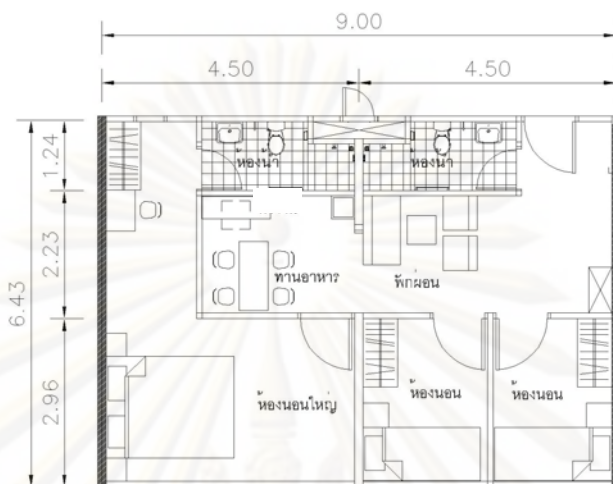 9.00
4.50
4.50
1.24
ห้องน้ำ
ห้องน้ำ
6.43
2.23
ทานอาหาร
พักผ่อน
2.96
ห้องนอนใหญ่
ห้องนอน
ห้องนอน